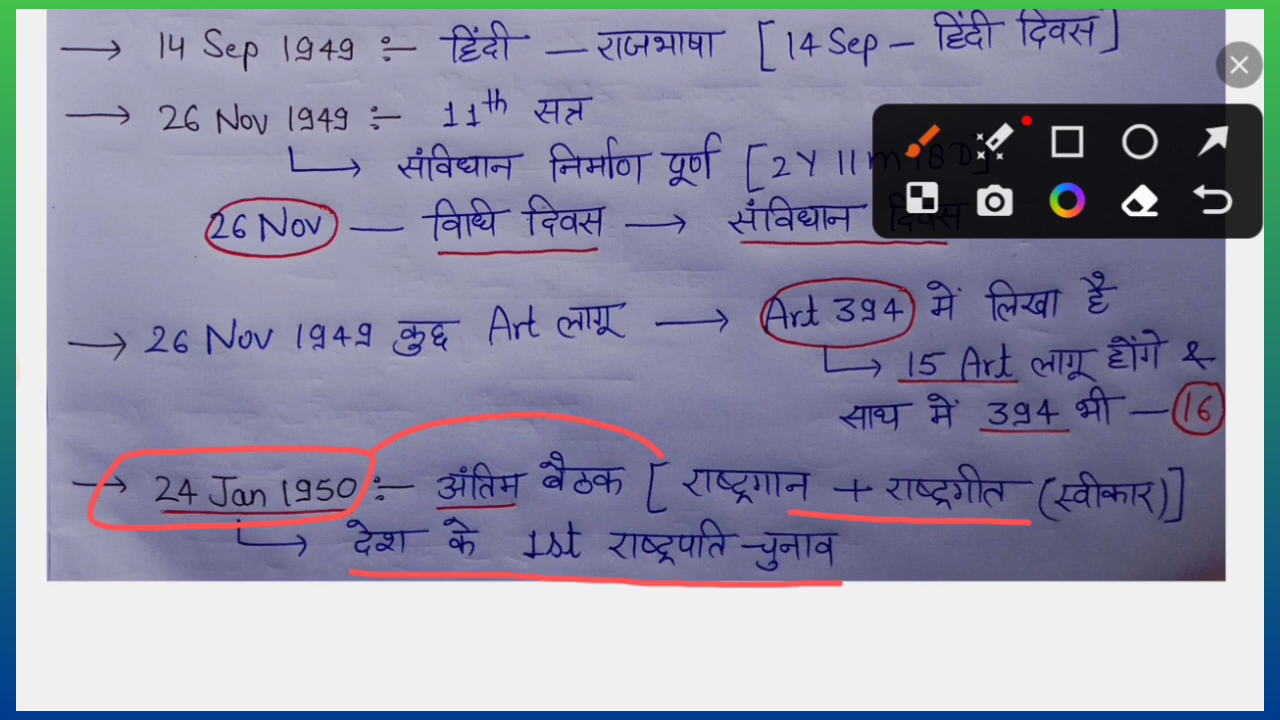 → 14 Sep 1949 :- हिंदी – राजभाषा [14 Sep – हिंदी दिवस]
→ 26 Nov 1949 :- 11th सत्र
↳ संविधान निर्माण पूर्ण [2Y 11m 18D]
26 Nov — विधि दिवस → संविधान दिवस
→ 26 Nov 1949 कुछ Art लागू → Art 394 में लिखा है
↳ 15 Art लागू होंगे &
साथ में 394 भी – 16
→ 24 Jan 1950 :- अंतिम बैठक [राष्ट्रगान + राष्ट्रगीत (स्वीकार)]
↳ देश के 1st राष्ट्रपति चुनाव